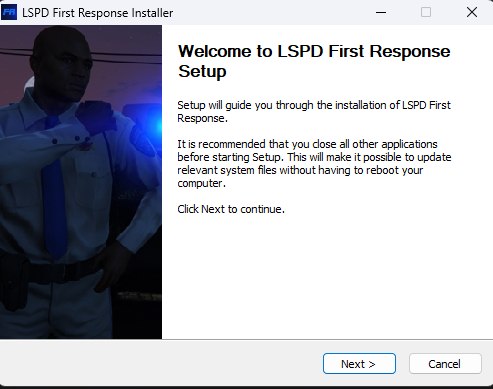 FR LSPD First Response Installer
Welcome to LSPD First Response
Setup
Setup will guide you through the installation of LSPD First
Response.
It is recommended that you close all other applications
before starting Setup. This will make it possible to update
relevant system files without having to reboot your
computer.
Click Next to continue.
Next >
Cancel